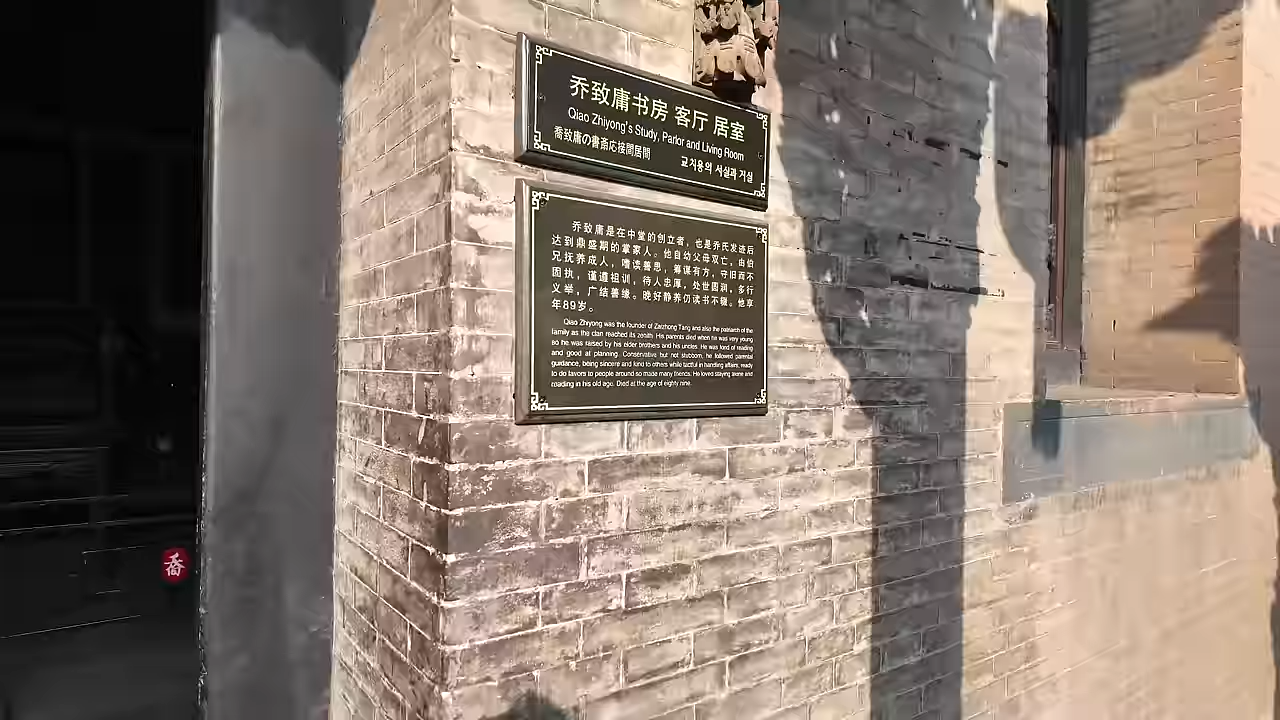 乔致庸书房 客厅 居室
Qiao Zhiyong's Study, Parlor and Living Room
喬致庸の書斎応接間居間
교치용의 서실과 거실
乔致庸是在中堂的创立者，也是乔氏发迹后
达到鼎盛期的掌家人。他自幼父母双亡，由伯
兄抚养成人，嗜读善思，筹谋有方，守旧而不
固执，谨遵祖训，待人忠厚，处世圆润，多行
义举，广结善缘。晚好静养仍读书不辍。他享
年89岁。
Qiao Zhiyong was the founder of Zaizhong Tang and also the patriarch of the
family as the clan reached its zenith. His parents died when he was very young
so he was raised by his elder brothers and his uncles. He was fond of reading
and good at planning. Conservative but not stubborn, he followed parental
guidance, being sincere and kind to others while tactful in handling affairs, ready
to do favors to people around so made many friends. He loved staying alone and
reading in his old age. Died at the age of eighty nine.
喬